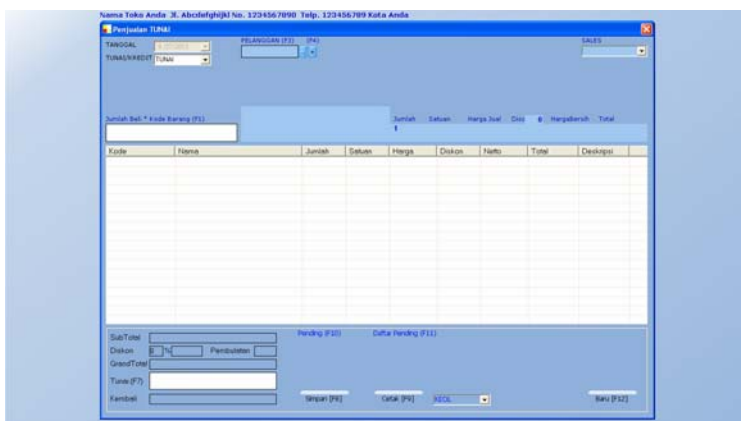 Nama Toko Anda Jl. Abcdefghijkl No. 1234567890 Telp. 123456789 Kota Anda
Penjualan TUNAI
TANGGAL PELANGGAN (F3) (F4) SALES
TUNAI/KREDIT TUNAI
Jumlah Beli * Kode Barang (F1) Jumlah Satuan Harga Jual Disc 0 HargaBersih Total
1
Kode Nama Jumlah Satuan Harga Diskon Netto Total Deskripsi
SubTotal Pending (F10) Daftar Pending (F11)
Diskon 0 % Pembulatan
GrandTotal
Tunai (F7)
Kembali Simpan [F8] Cetak [F9] KECIL Baru [F12]